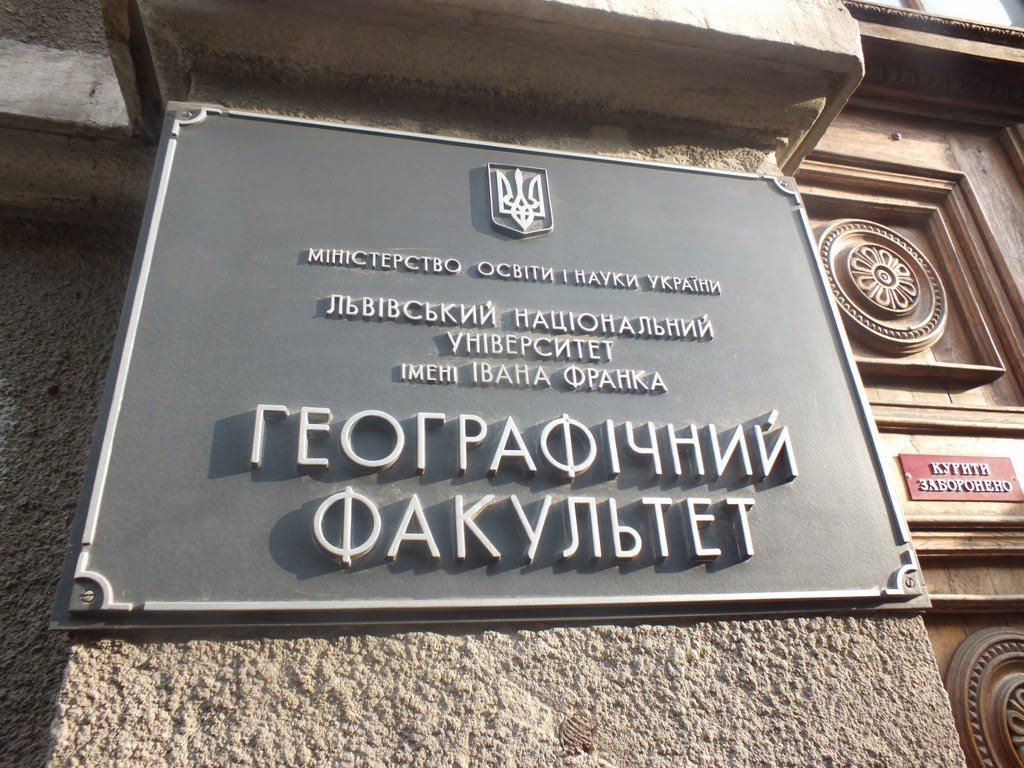 МІНІСТЕРСТВО ОСВІТИ І НАУКИ УКРАЇНИ
ЛЬВІВСЬКИЙ НАЦІОНАЛЬНИЙ
УНІВЕРСИТЕТ
ІМЕНІ ІВАНА ФРАНКА
ГЕОГРАФІЧНИЙ
ФАКУЛЬТЕТ
КУРИТИ
ЗАБОРОНЕНО